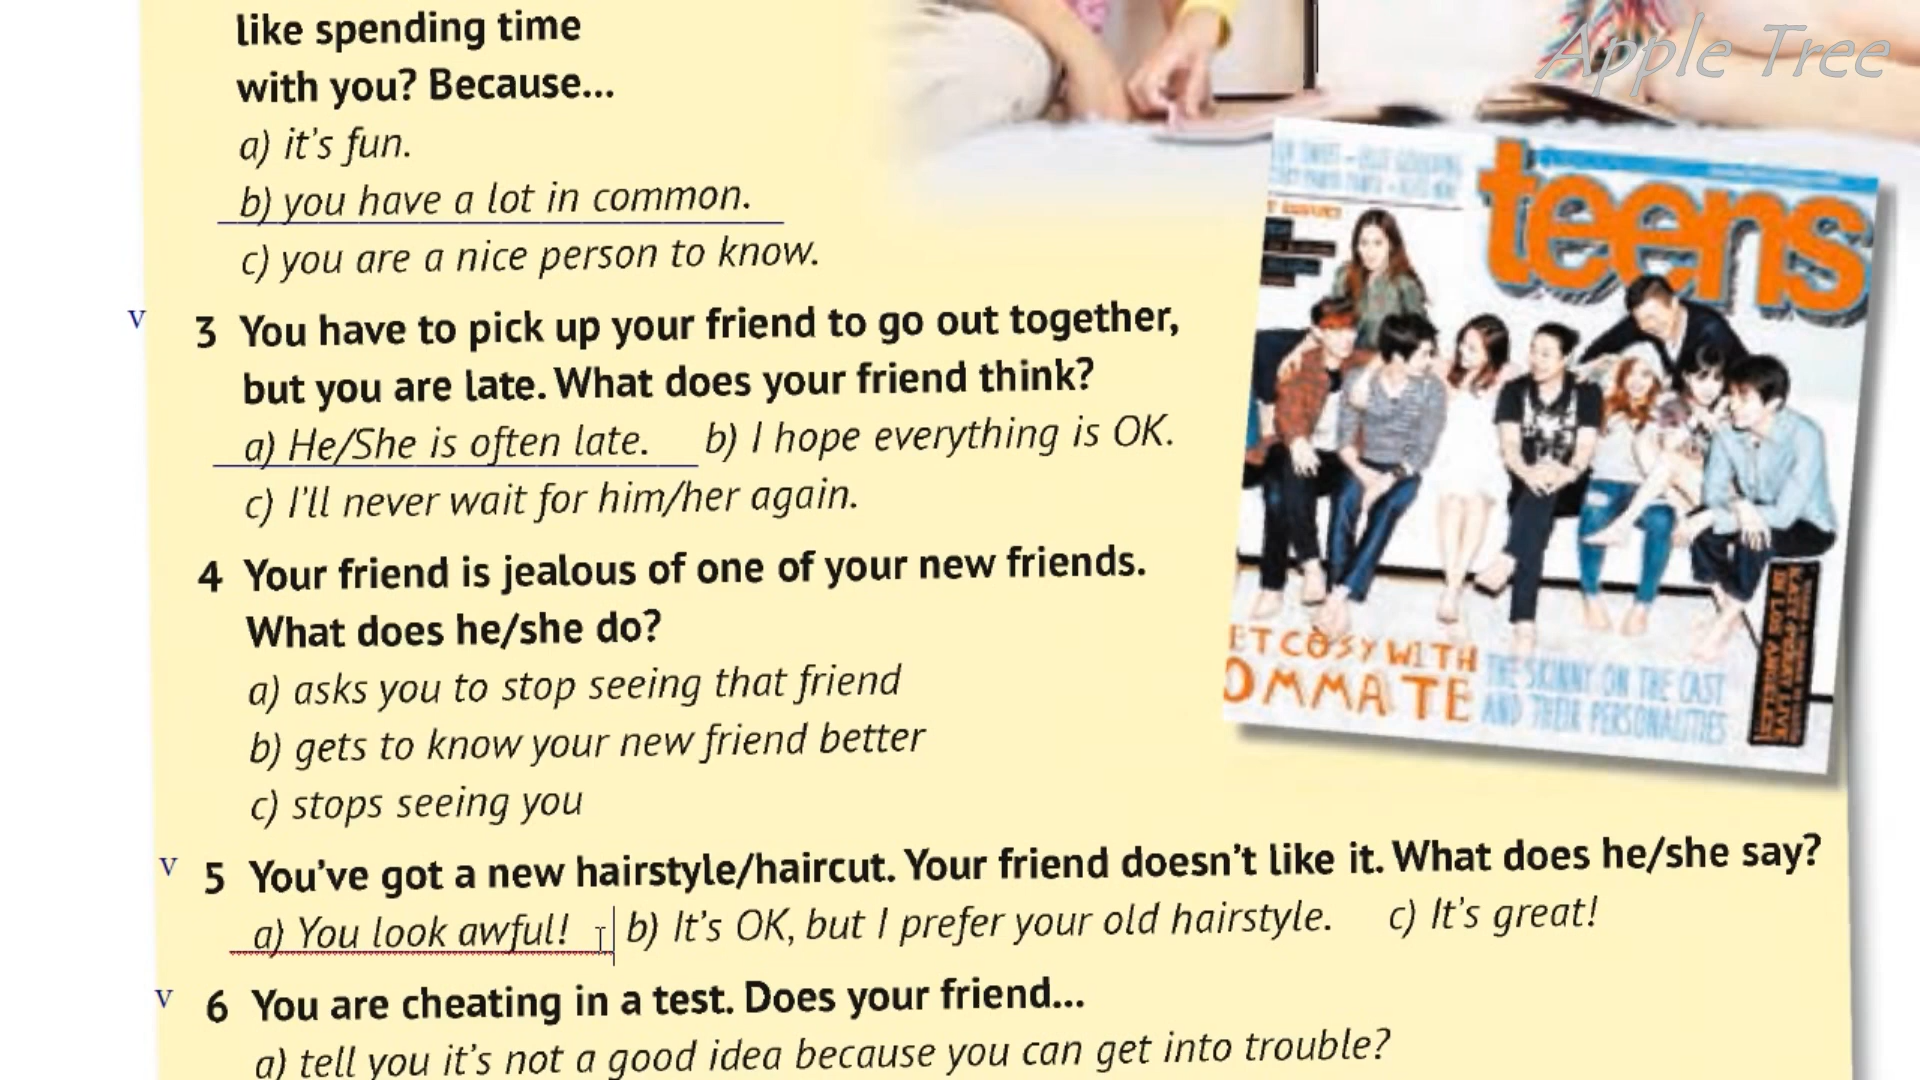 like spending time
with you? Because...
a) it's fun.
b) you have a lot in common.
c) you are a nice person to know.
v 3 You have to pick up your friend to go out together,
but you are late. What does your friend think?
a) He/She is often late. b) I hope everything is OK.
c) I'll never wait for him/her again.
4 Your friend is jealous of one of your new friends.
What does he/she do?
a) asks you to stop seeing that friend
b) gets to know your new friend better
c) stops seeing you
v 5 You've got a new hairstyle/haircut. Your friend doesn't like it. What does he/she say?
a) You look awful! b) It's OK, but I prefer your old hairstyle. c) It's great!
v 6 You are cheating in a test. Does your friend...
a) tell you it's not a good idea because you can get into trouble?
Apple Tree
teens
ET COSY WITH
OMMATE
THE SKINNY ON THE CAST
AND THEIR PERSONALITIES